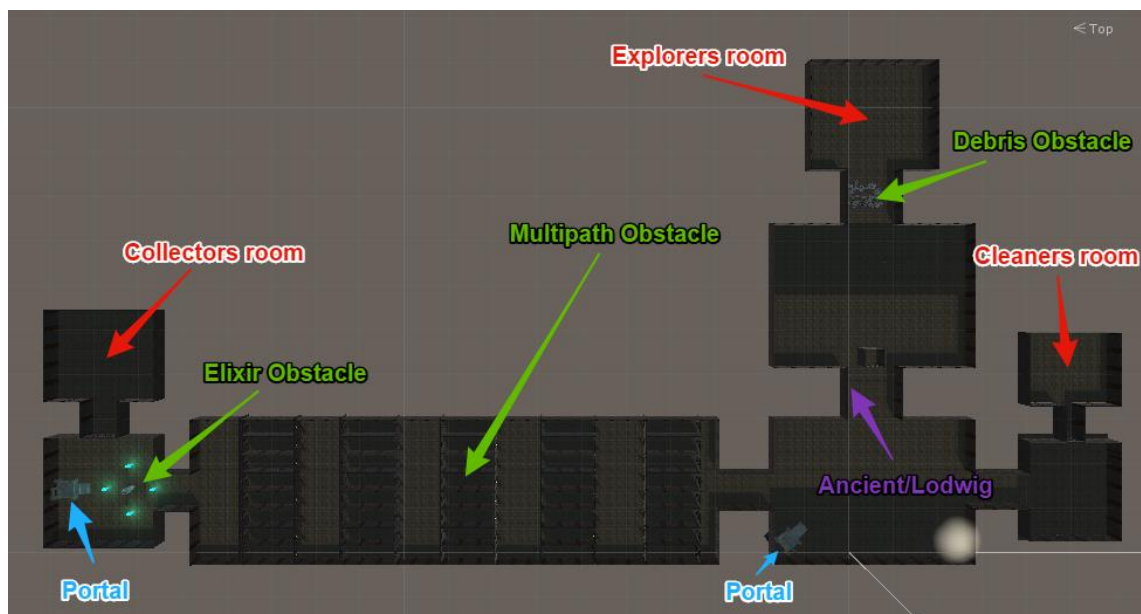 Top
Explorers room
Debris Obstacle
Multipath Obstacle
Collectors room
Cleaners room
Elixir Obstacle
Ancient/Lodwig
Portal
Portal